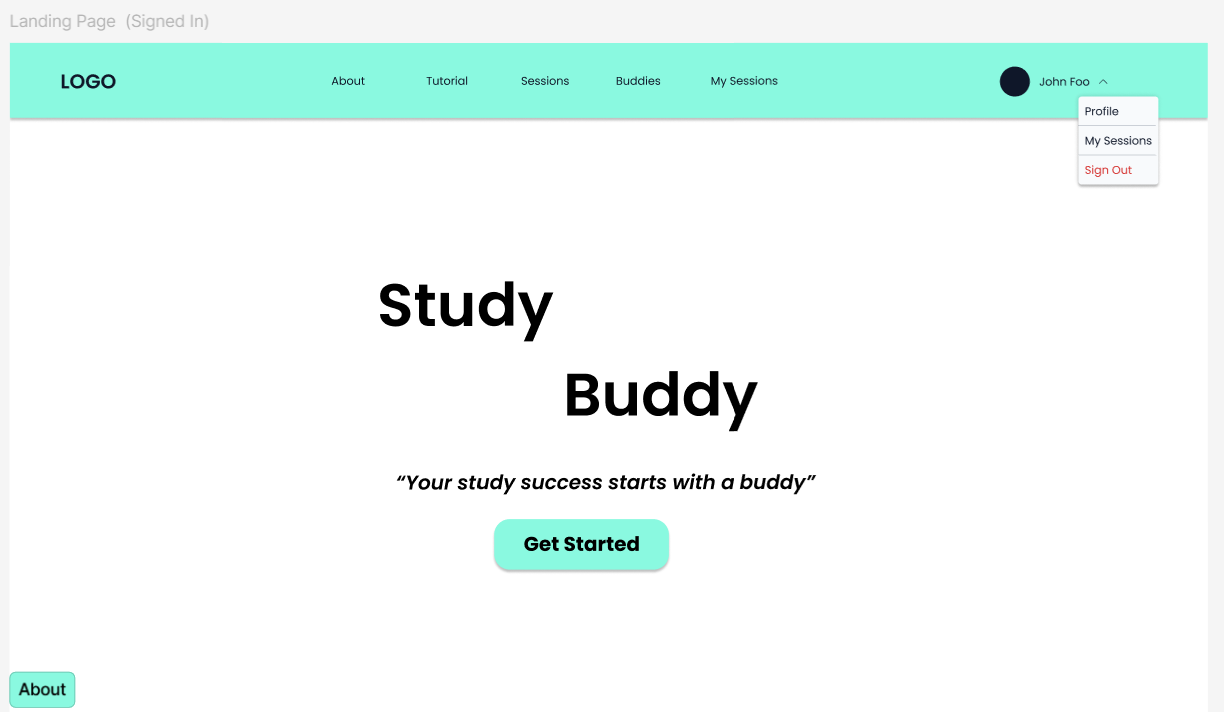 Landing Page (Signed In)
LOGO About Tutorial Sessions Buddies My Sessions John Foo
Profile
My Sessions
Sign Out
Study
Buddy
“Your study success starts with a buddy”
Get Started
About